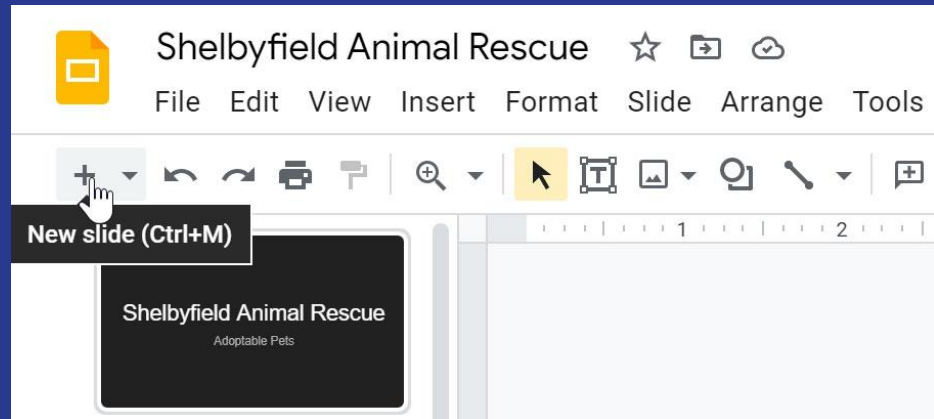 Shelbyfield Animal Rescue
File Edit View Insert Format Slide Arrange Tools
New slide (Ctrl+M)
1 2
Shelbyfield Animal Rescue
Adoptable Pets